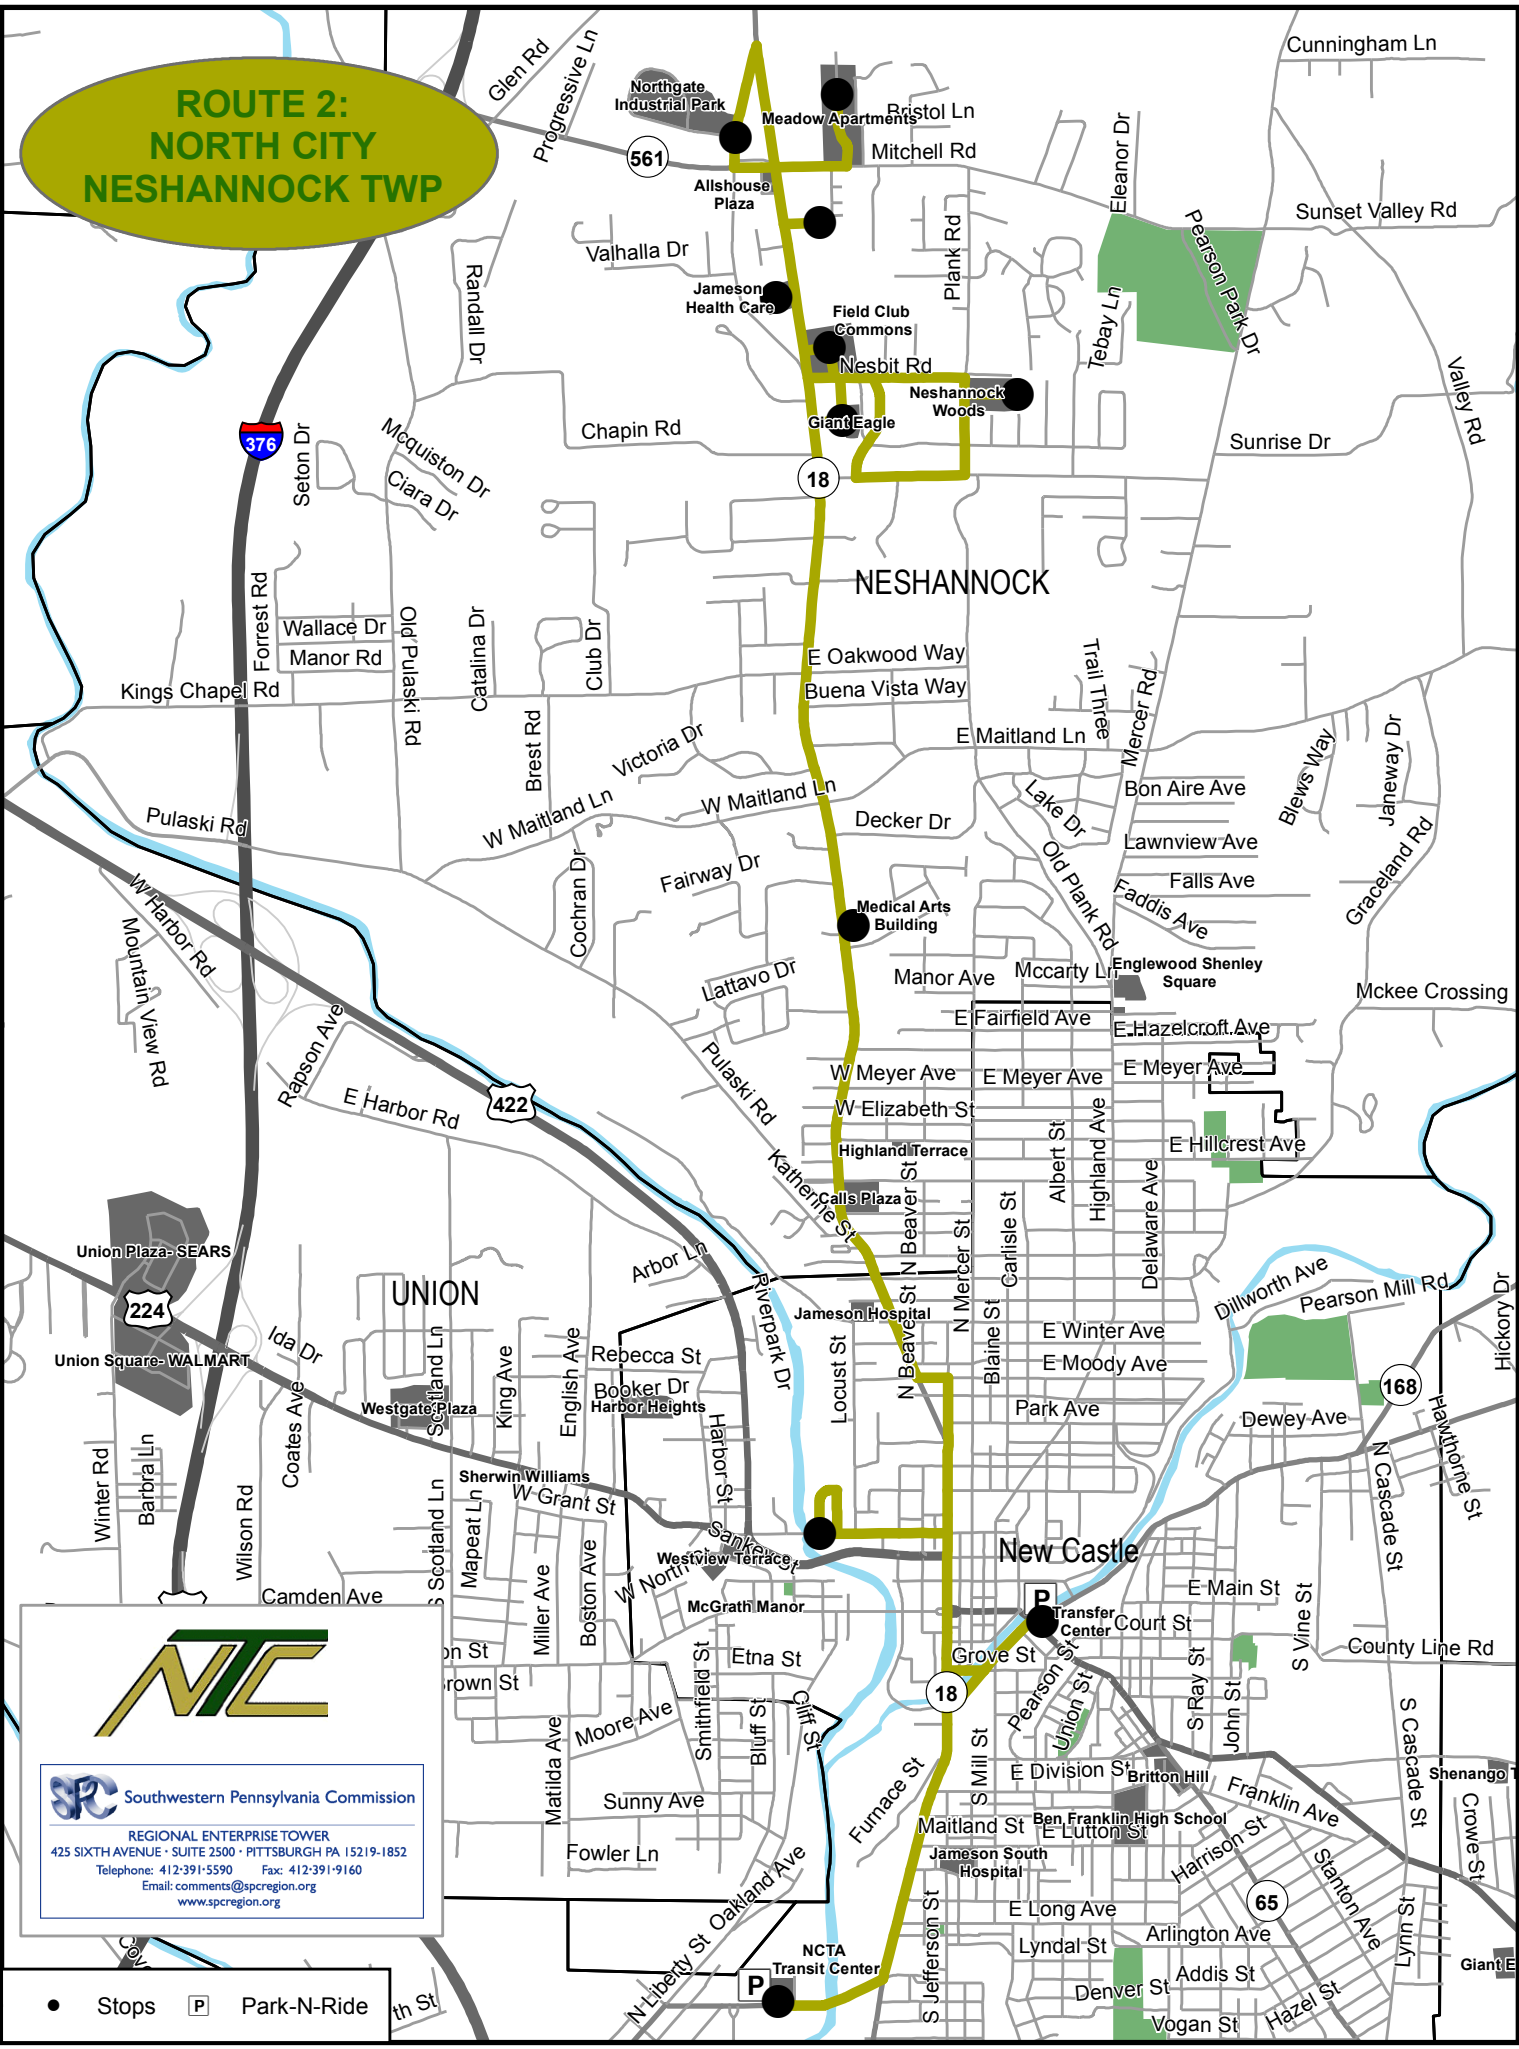 ROUTE 2:
NORTH CITY
NESHANNOCK TWP
Glen Rd
Progressive Ln
Northgate
Industrial Park
Meadow Apartments
Bristol Ln
Mitchell Rd
Cunningham Ln
561
Allshouse
Plaza
Eleanor Dr
Sunset Valley Rd
Pearson Park Dr
Plank Rd
Valhalla Dr
Randall Dr
Jameson
Health Care
Field Club
Commons
Nesbit Rd
Tebay Ln
Neshannock
Woods
Giant Eagle
Valley Rd
376
Seton Dr
Mcquiston Dr
Ciara Dr
Chapin Rd
Sunrise Dr
18
NESHANNOCK
Forrest Rd
Wallace Dr
Manor Rd
Old Pulaski Rd
Catalina Dr
Club Dr
E Oakwood Way
Buena Vista Way
Trail Three
Mercer Rd
Kings Chapel Rd
Brest Rd
Victoria Dr
E Maitland Ln
Blews Way
Janeway Dr
W Maitland Ln
W Maitland Ln
Lake Dr
Bon Aire Ave
Pulaski Rd
Decker Dr
Lawnview Ave
Old Plank Rd
Falls Ave
Faddis Ave
Graceland Rd
Fairway Dr
Cochran Dr
W Harbor Rd
Mountain View Rd
Medical Arts
Building
Lattavo Dr
Manor Ave
Mccarty Ln
Englewood Shenley
Square
Mckee Crossing
E Fairfield Ave
E Hazelcroft Ave
Rapson Ave
E Harbor Rd
422
Pulaski Rd
W Meyer Ave
E Meyer Ave
E Meyer Ave
W Elizabeth St
Highland Terrace
Albert St
Highland Ave
E Hillcrest Ave
Katherine St
Calls Plaza
N Beaver St
N Mercer St
Carlisle St
Delaware Ave
Union Plaza- SEARS
224
UNION
Arbor Ln
Riverpark Dr
Dillworth Ave
Pearson Mill Rd
Hickory Dr
Jameson Hospital
N Beaver St
Blaine St
E Winter Ave
E Moody Ave
Union Square- WALMART
Ida Dr
Scotland Ln
King Ave
English Ave
Rebecca St
Booker Dr
Harbor Heights
Locust St
Park Ave
168
Dewey Ave
Hawthorne St
N Cascade St
Westgate Plaza
Coates Ave
Winter Rd
Barbra Ln
Wilson Rd
Harbor St
Sherwin Williams
W Grant St
S Scotland Ln
Mapeat Ln
Miller Ave
Boston Ave
Sankey St
Westview Terrace
W North St
New Castle
McGrath Manor
Camden Ave
P
Transfer
Center
Court St
E Main St
S Vine St
County Line Rd
Etna St
Grove St
18
Pearson St
Union St
S Ray St
John St
on St
rown St
Smithfield St
Bluff St
Cliff St
Moore Ave
Matilda Ave
Sunny Ave
Fowler Ln
Furnace St
S Mill St
E Division St
Britton Hill
Franklin Ave
S Cascade St
Shenango T
Crowe St
Maitland St
Ben Franklin High School
E Lutton St
Jameson South
Hospital
Harrison St
Stanton Ave
65
E Long Ave
Arlington Ave
Lyndal St
Addis St
Denver St
Vogan St
Hazel St
Lynn St
Giant E
S Jefferson St
NCTA
Transit Center
P
N Liberty St
Oakland Ave
th St
Cove
NTC
SPC
Southwestern Pennsylvania Commission
REGIONAL ENTERPRISE TOWER
425 SIXTH AVENUE • SUITE 2500 • PITTSBURGH PA 15219-1852
Telephone: 412•391•5590 Fax: 412•391•9160
Email: comments@spcregion.org
www.spcregion.org
Stops
P Park-N-Ride